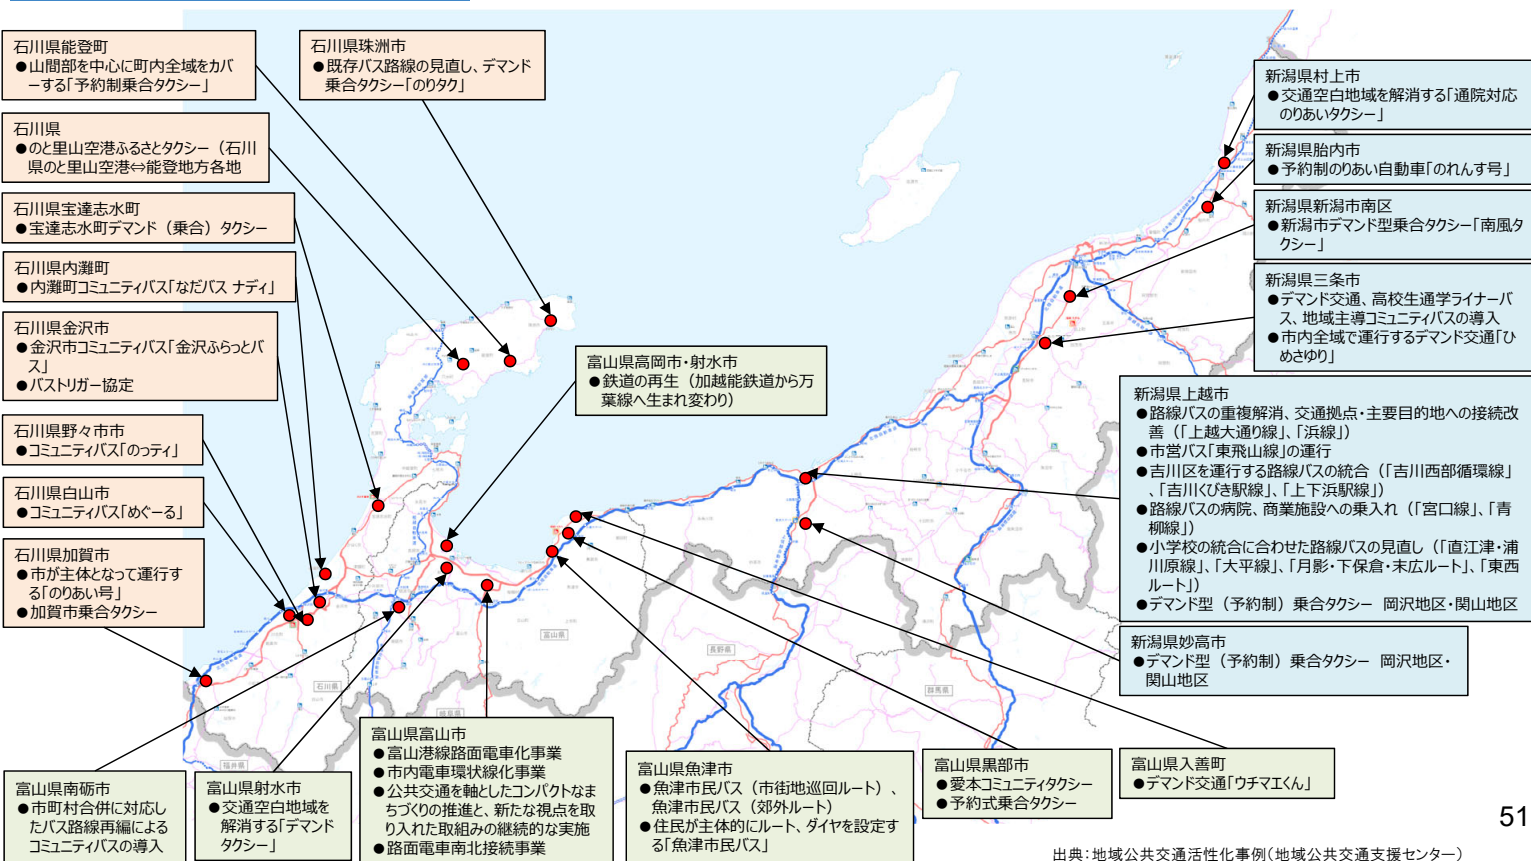 石川県能登町
●山間部を中心に町内全域をカバ
ーする「予約制乗合タクシー」
石川県珠洲市
●既存バス路線の見直し、デマンド
乗合タクシー「のりタク」
石川県
●のと里山空港ふるさとタクシー（石川
県のと里山空港⇔能登地方各地
石川県宝達志水町
●宝達志水町デマンド（乗合）タクシー
石川県内灘町
●内灘町コミュニティバス「なだバス ナディ」
石川県金沢市
●金沢市コミュニティバス「金沢ふらっとバ
ス」
●バストリガー協定
石川県野々市市
●コミュニティバス「のっティ」
石川県白山市
●コミュニティバス「めぐーる」
石川県加賀市
●市が主体となって運行す
る「のりあい号」
●加賀市乗合タクシー
富山県高岡市・射水市
●鉄道の再生（加越能鉄道から万
葉線へ生まれ変わり）
新潟県村上市
●交通空白地域を解消する「通院対応
のりあいタクシー」
新潟県胎内市
●予約制のりあい自動車「のれんす号」
新潟県新潟市南区
●新潟市デマンド型乗合タクシー「南風タ
クシー」
新潟県三条市
●デマンド交通、高校生通学ライナーバ
ス、地域主導コミュニティバスの導入
●市内全域で運行するデマンド交通「ひ
めさゆり」
新潟県上越市
●路線バスの重複解消、交通拠点・主要目的地への接続改
善（「上越大通り線」、「浜線」）
●市営バス「東飛山線」の運行
●吉川区を運行する路線バスの統合（「吉川西部循環線」
、「吉川くびき駅線」、「上下浜駅線」）
●路線バスの病院、商業施設への乗入れ（「宮口線」、「青
柳線」）
●小学校の統合に合わせた路線バスの見直し（「直江津・浦
川原線」、「大平線」、「月影・下保倉・末広ルート」、「東西
ルート」）
●デマンド型（予約制）乗合タクシー 岡沢地区・関山地区
新潟県妙高市
●デマンド型（予約制）乗合タクシー 岡沢地区・
関山地区
富山県
長野県
群馬県
石川県
岐阜県
福井県
富山県南砺市
●市町村合併に対応し
たバス路線再編による
コミュニティバスの導入
富山県射水市
●交通空白地域を
解消する「デマンド
タクシー」
富山県富山市
●富山港線路面電車化事業
●市内電車環状線化事業
●公共交通を軸としたコンパクトなま
ちづくりの推進と、新たな視点を取
り入れた取組みの継続的な実施
●路面電車南北接続事業
富山県魚津市
●魚津市民バス（市街地巡回ルート）、
魚津市民バス（郊外ルート）
●住民が主体的にルート、ダイヤを設定す
る「魚津市民バス」
富山県黒部市
●愛本コミュニティタクシー
●予約式乗合タクシー
富山県入善町
●デマンド交通「ウチマエくん」
51
出典：地域公共交通活性化事例（地域公共交通支援センター）